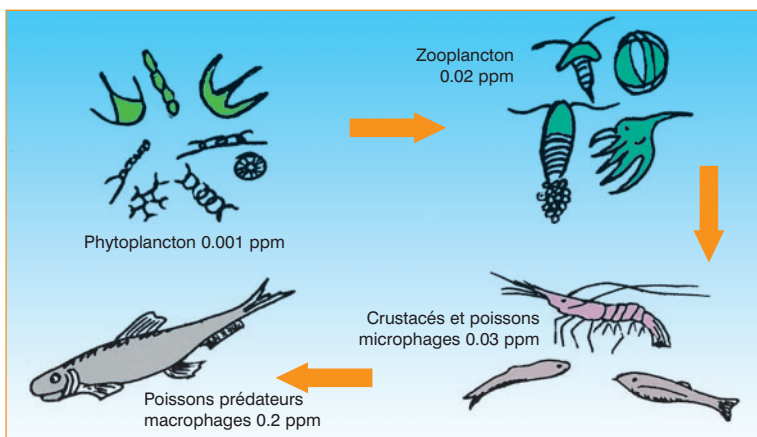 Zooplancton
0.02 ppm
Phytoplancton 0.001 ppm
Crustacés et poissons
microphages 0.03 ppm
Poissons prédateurs
macrophages 0.2 ppm